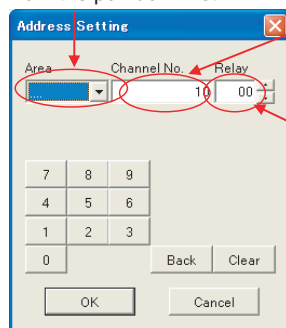 Address Setting
Area Channel No. Relay
.... 10 00
7 8 9
4 5 6
1 2 3
0 Back Clear
OK Cancel